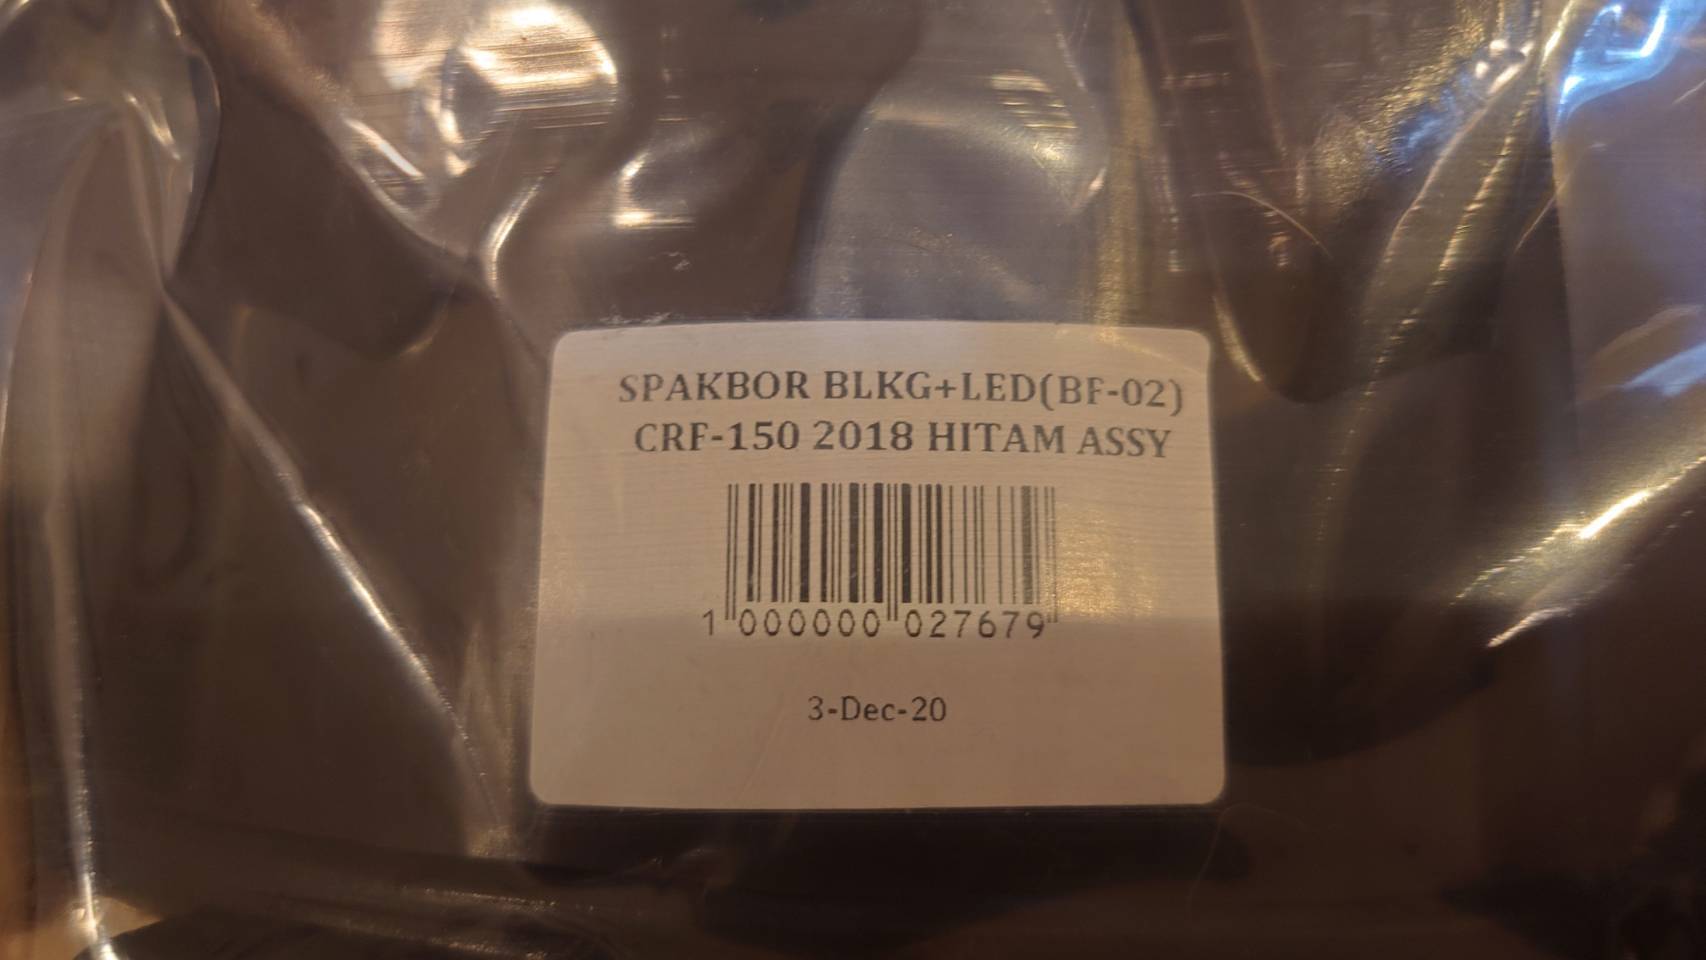 SPAKBOR BLKG+LED(BF-02)
CRF-150 2018 HITAM ASSY
1 000000 027679
3-Dec-20